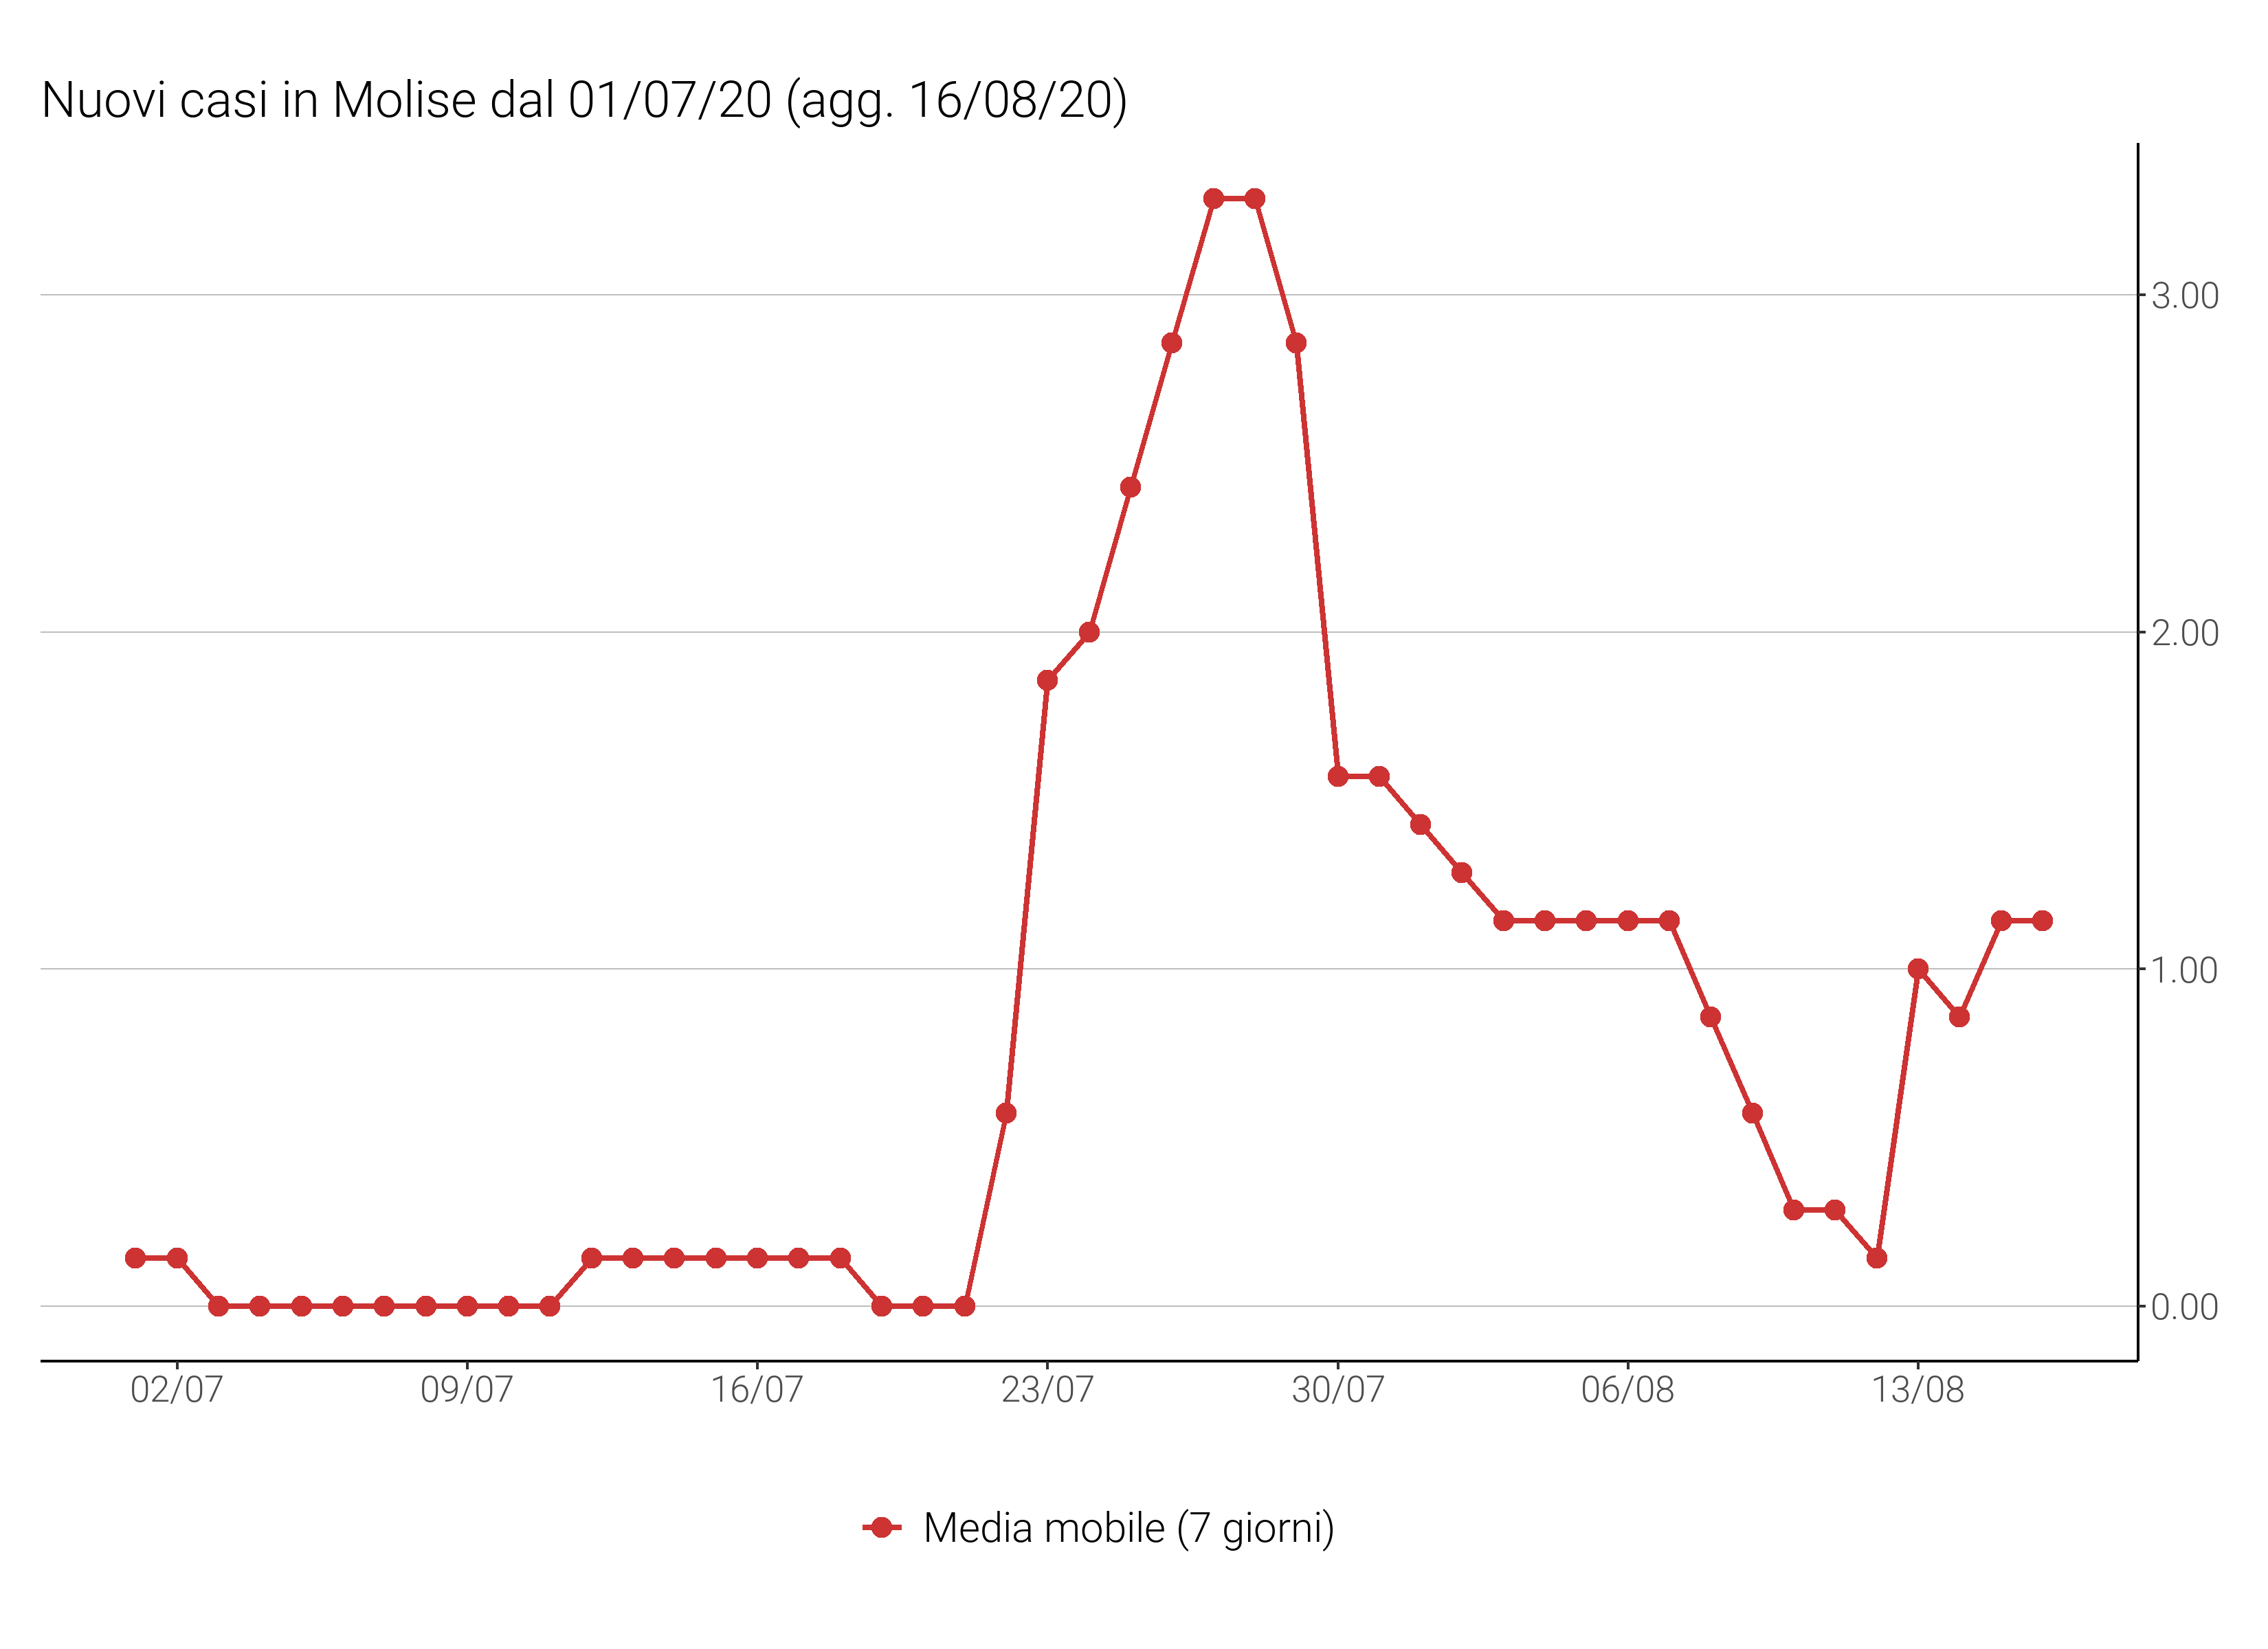 Nuovi casi in Molise dal 01/07/20 (agg. 16/08/20)
3.00
2.00
1.00
0.00
02/07 09/07 16/07 23/07 30/07 06/08 13/08
Media mobile (7 giorni)